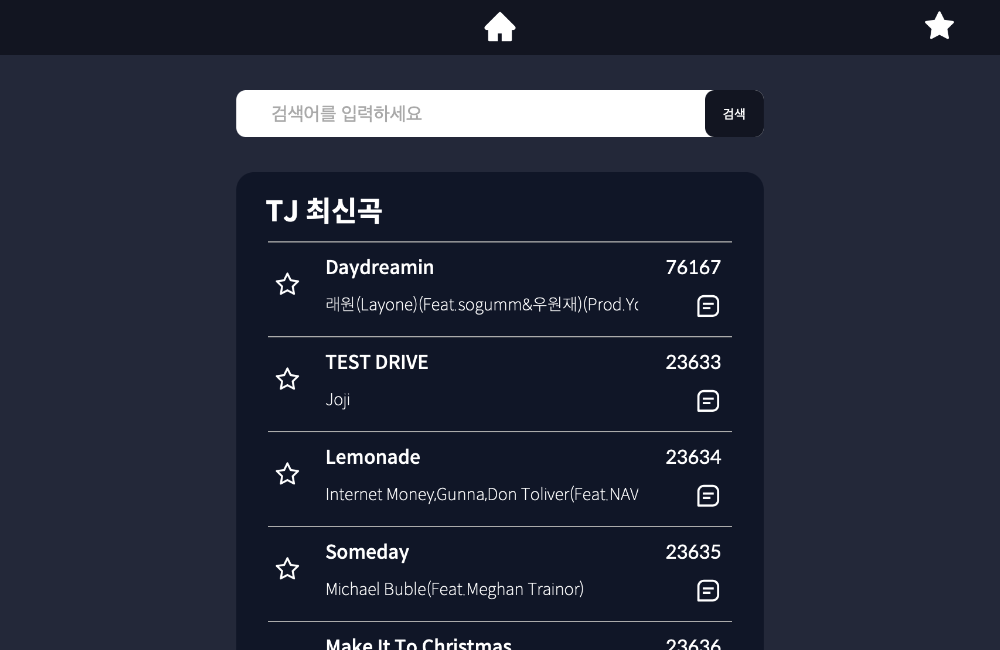 검색어를 입력하세요
검색
TJ 최신곡
Daydreamin
76167
래원(Layone)(Feat.sogumm&우원재)(Prod.Yo
TEST DRIVE
23633
Joji
Lemonade
23634
Internet Money,Gunna,Don Toliver(Feat.NAV
Someday
23635
Michael Buble(Feat.Meghan Trainor)
Make It To Christmas
23636